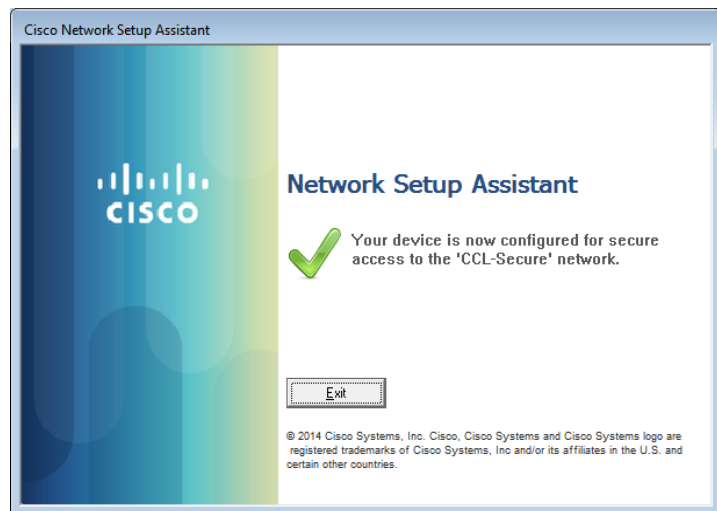 Cisco Network Setup Assistant
CISCO
Network Setup Assistant
Your device is now configured for secure
access to the 'CCL-Secure' network.
Exit
© 2014 Cisco Systems, Inc. Cisco, Cisco Systems and Cisco Systems logo are
registered trademarks of Cisco Systems, Inc and/or its affiliates in the U.S. and
certain other countries.